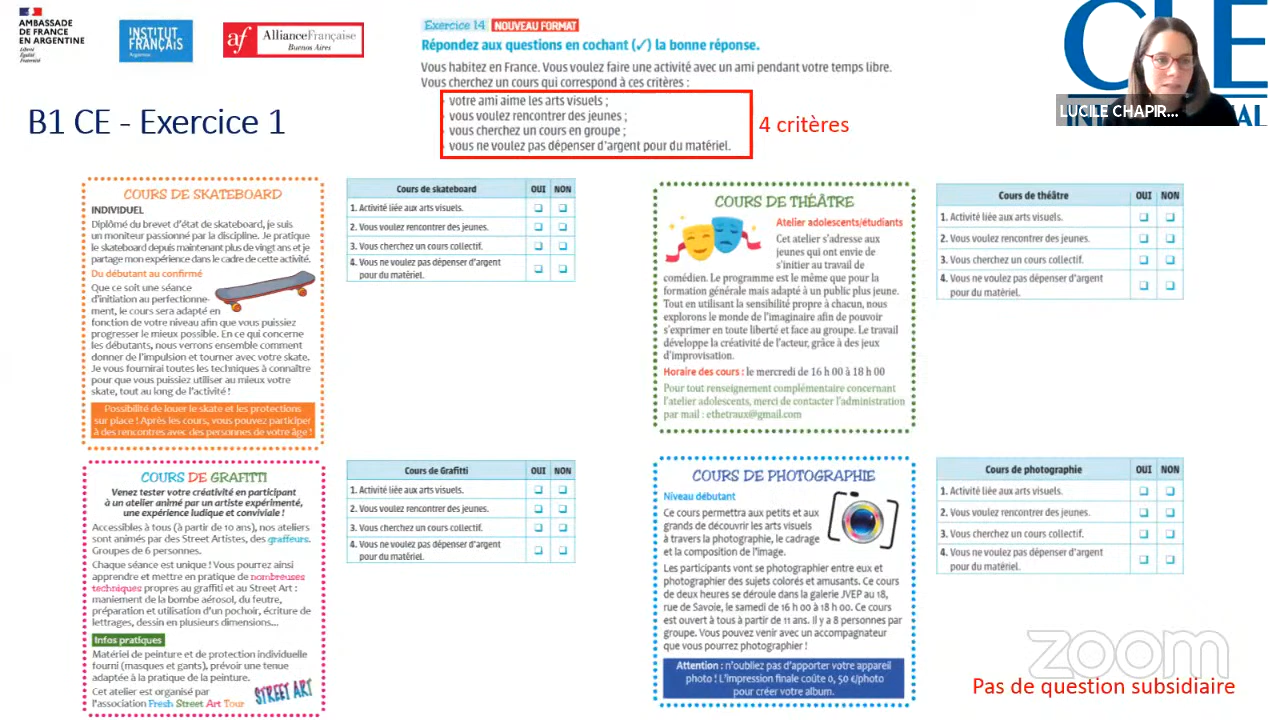 AMBASSADE
DE FRANCE
EN ARGENTINE
Liberté
Égalité
Fraternité
INSTITUT
FRANÇAIS
Argentine
af
AllianceFrançaise
Buenos Aires
Exercice 14 NOUVEAU FORMAT
Répondez aux questions en cochant (✓) la bonne réponse.
Vous habitez en France. Vous voulez faire une activité avec un ami pendant votre temps libre.
Vous cherchez un cours qui correspond à ces critères :
votre ami aime les arts visuels ;
vous voulez rencontrer des jeunes ;
vous cherchez un cours en groupe ;
vous ne voulez pas dépenser d'argent pour du matériel.
4 critères
CLE
LUCILE CHAPIR...
B1 CE - Exercice 1
COURS DE SKATEBOARD
INDIVIDUEL
Diplômé du brevet d'état de skateboard, je suis
un moniteur passionné par la discipline. Je pratique
le skateboard depuis maintenant plus de vingt ans et je
partage mon expérience dans le cadre de cette activité.
Du débutant au confirmé
Que ce soit une séance
d'initiation au perfectionne-
ment, le cours sera adapté en
fonction de votre niveau afin que vous puissiez
progresser le mieux possible. En ce qui concerne
les débutants, nous verrons ensemble comment
donner de l'impulsion et tourner avec votre skate.
Je vous fournirai toutes les techniques à connaître
pour que vous puissiez utiliser au mieux votre
skate, tout au long de l'activité !
Possibilité de louer le skate et les protections
sur place ! Après les cours, vous pouvez participer
à des rencontres avec des personnes de votre âge !
Cours de skateboard OUI NON
1. Activité liée aux arts visuels.
2. Vous voulez rencontrer des jeunes.
3. Vous cherchez un cours collectif.
4. Vous ne voulez pas dépenser d'argent
pour du matériel.
COURS DE THÉÂTRE
Atelier adolescents/étudiants
Cet atelier s'adresse aux
jeunes qui ont envie de
s'initier au travail de
comédien. Le programme est le même que pour la
formation générale mais adapté à un public plus jeune.
Tout en utilisant la sensibilité propre à chacun, nous
explorons le monde de l'imaginaire afin de pouvoir
s'exprimer en toute liberté et face au groupe. Le travail
développe la créativité de l'acteur, grâce à des jeux
d'improvisation.
Horaire des cours : le mercredi de 16 h 00 à 18 h 00
Pour tout renseignement complémentaire concernant
l'atelier adolescents, merci de contacter l'administration
par mail : ethetraux@gmail.com
Cours de théâtre OUI NON
1. Activité liée aux arts visuels.
2. Vous voulez rencontrer des jeunes.
3. Vous cherchez un cours collectif.
4. Vous ne voulez pas dépenser d'argent
pour du matériel.
COURS DE GRAFITTI
Venez tester votre créativité en participant
à un atelier animé par un artiste expérimenté,
une expérience ludique et conviviale !
Accessibles à tous (à partir de 10 ans), nos ateliers
sont animés par des Street Artistes, des graffeurs.
Groupes de 6 personnes.
Chaque séance est unique ! Vous pourrez ainsi
apprendre et mettre en pratique de nombreuses
techniques propres au graffiti et au Street Art :
maniement de la bombe aérosol, du feutre,
préparation et utilisation d'un pochoir, écriture de
lettrages, dessin en plusieurs dimensions...
Infos pratiques
Matériel de peinture et de protection individuelle
fourni (masques et gants), prévoir une tenue
adaptée à la pratique de la peinture.
Cet atelier est organisé par
l'association Fresh Street Art Tour
STREET ART
Cours de Grafitti OUI NON
1. Activité liée aux arts visuels.
2. Vous voulez rencontrer des jeunes.
3. Vous cherchez un cours collectif.
4. Vous ne voulez pas dépenser d'argent
pour du matériel.
COURS DE PHOTOGRAPHIE
Niveau débutant
Ce cours permettra aux petits et aux
grands de découvrir les arts visuels
à travers la photographie, le cadrage
et la composition de l'image.
Les participants vont se photographier entre eux et
photographier des sujets colorés et amusants. Ce cours
de deux heures se déroule dans la galerie JVEP au 18,
rue de Savoie, le samedi de 16 h 00 à 18 h 00. Ce cours
est ouvert à tous à partir de 11 ans. Il y a 8 personnes par
groupe. Vous pouvez venir avec un accompagnateur
que vous pourrez photographier !
Attention : n'oubliez pas d'apporter votre appareil
photo ! L'impression finale coûte 0, 50 €/photo
pour créer votre album.
Cours de photographie OUI NON
1. Activité liée aux arts visuels.
2. Vous voulez rencontrer des jeunes.
3. Vous cherchez un cours collectif.
4. Vous ne voulez pas dépenser d'argent
pour du matériel.
zoom
Pas de question subsidiaire